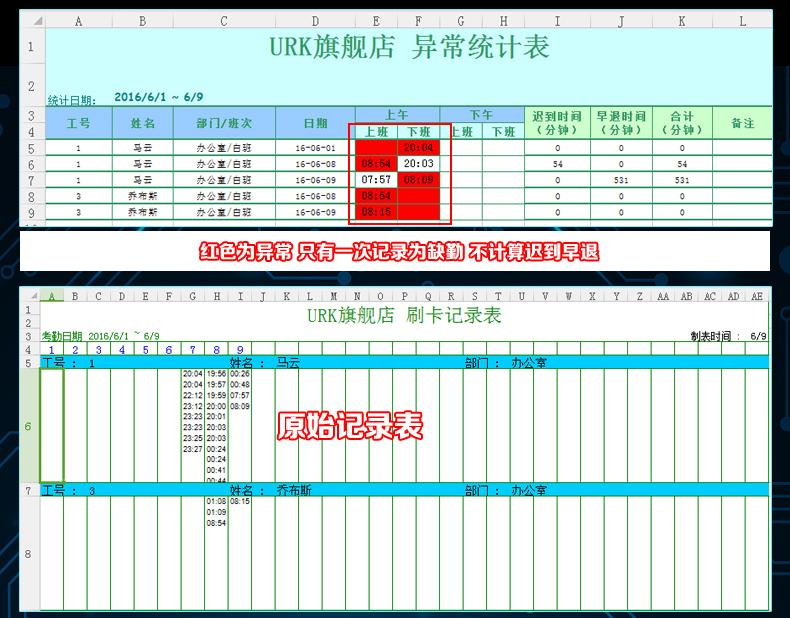 A B C D E F G H I J K L
1 URK旗舰店 异常统计表
2 统计日期: 2016/6/1 ~ 6/9
3 工号 姓名 部门/班次 日期 上午 下午 迟到时间（分钟） 早退时间（分钟） 合计（分钟） 备注
4 上班 下班 上班 下班
5 1 马云 办公室/白班 16-06-01 20:04 0 0 0
6 1 马云 办公室/白班 16-06-08 08:54 20:03 54 0 54
7 1 马云 办公室/白班 16-06-09 07:57 08:09 0 531 531
8 3 乔布斯 办公室/白班 16-06-08 08:54 0 0 0
9 3 乔布斯 办公室/白班 16-06-09 08:15 0 0 0
红色为异常 只有一次记录为缺勤 不计算迟到早退
A B C D E F G H I J K L M N O P Q R S T U V W X Y Z AA AB AC AD AE
1 URK旗舰店 刷卡记录表
2
3 考勤日期 2016/6/1 ~ 6/9 制表时间 : 6/9
4 1 2 3 4 5 6 7 8 9
5 工号 : 1 姓名 : 马云 部门 : 办公室
20:04 19:56 00:26
20:04 19:57 00:48
22:12 19:59 07:57
23:12 20:00 08:09
23:23 20:01
23:23 20:03
6 原始记录表
23:25 20:03
23:27 00:24
00:24
00:41
00:44
7 工号 : 3 姓名 : 乔布斯 部门 : 办公室
01:08 08:15
01:09
08:54
8